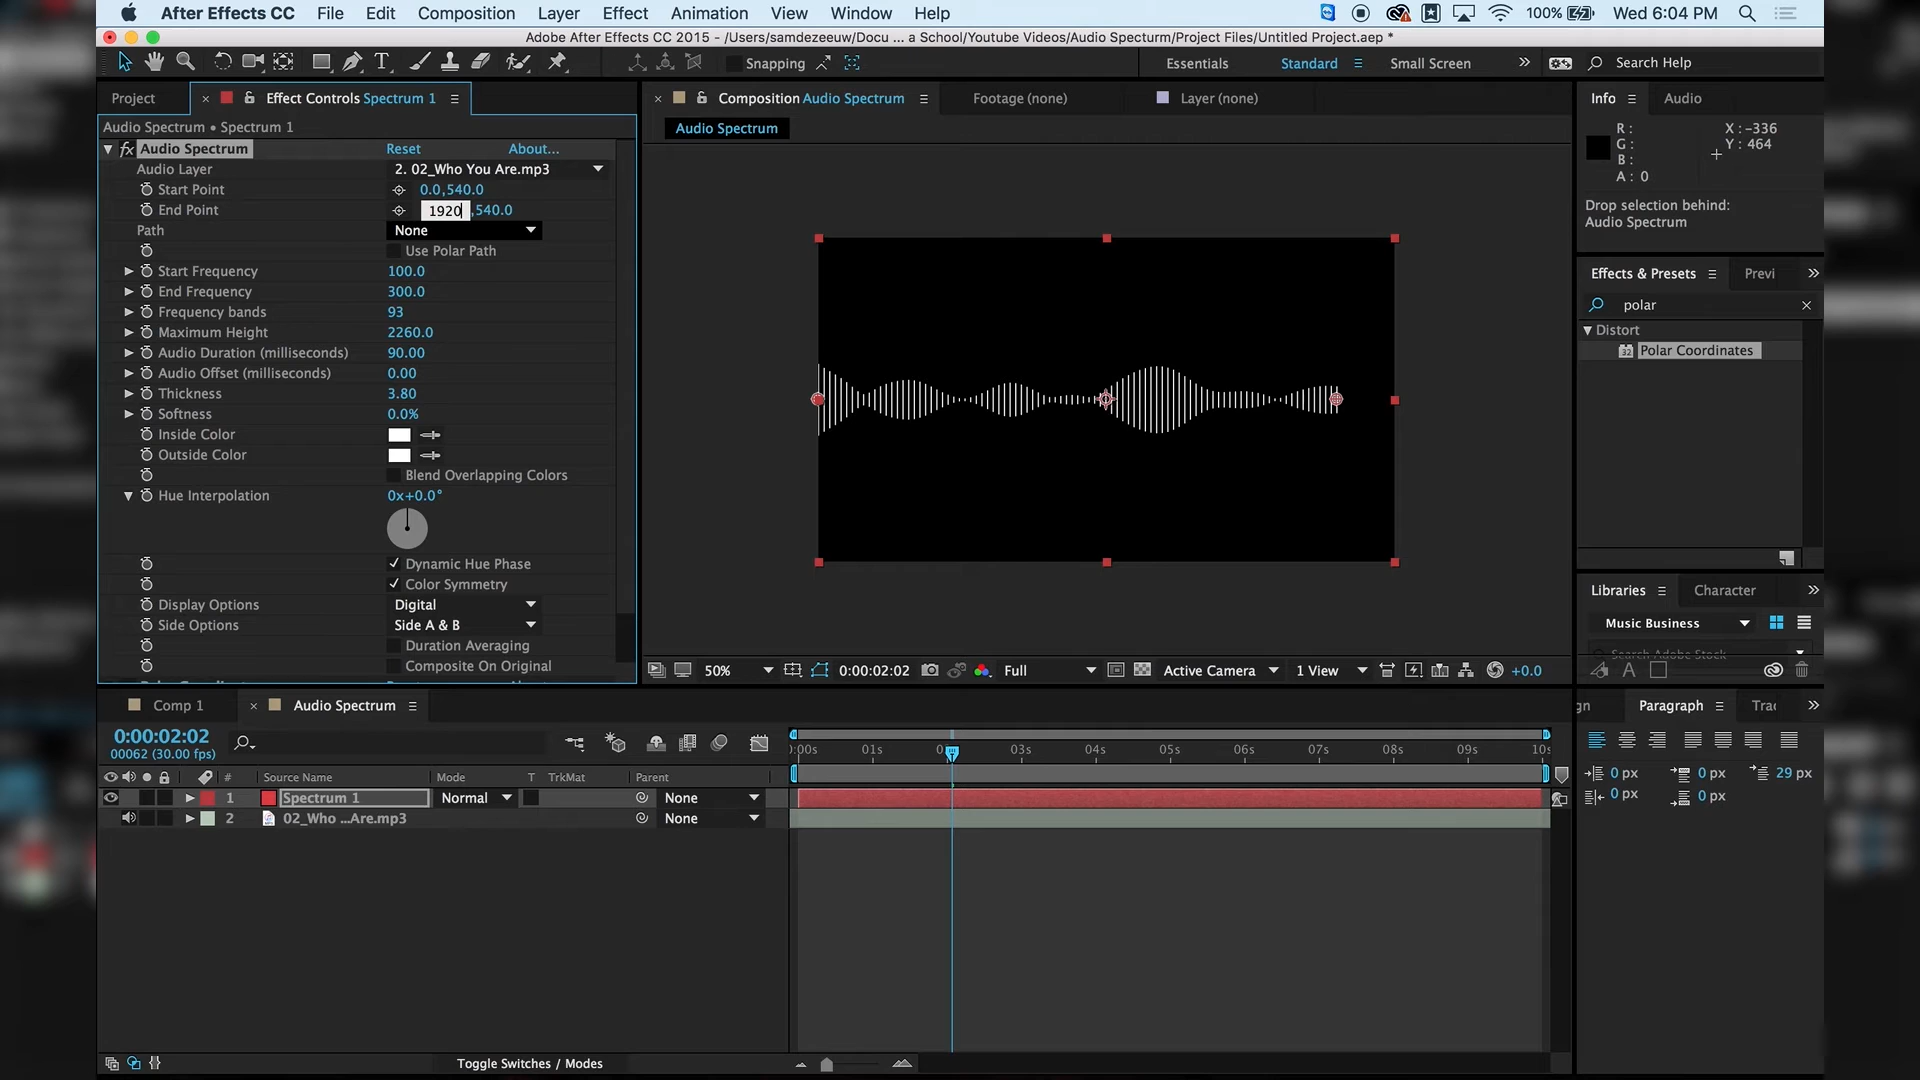 After Effects CC File Edit Composition Layer Effect Animation View Window Help 100% Wed 6:04 PM
Adobe After Effects CC 2015 - /Users/samdezeeuw/Docu ... a School/Youtube Videos/Audio Specturm/Project Files/Untitled Project.aep *
T Snapping Essentials Standard Small Screen Search Help
Project Effect Controls Spectrum 1 Composition Audio Spectrum Footage (none) Layer (none) Info Audio
Audio Spectrum • Spectrum 1
Audio Spectrum
fx Audio Spectrum Reset About...
Audio Layer 2. 02_Who You Are.mp3
Start Point 0.0,540.0
End Point 1920,540.0
Path None
Use Polar Path
Start Frequency 100.0
End Frequency 300.0
Frequency bands 93
Maximum Height 2260.0
Audio Duration (milliseconds) 90.00
Audio Offset (milliseconds) 0.00
Thickness 3.80
Softness 0.0%
Inside Color
Outside Color
Blend Overlapping Colors
Hue Interpolation 0x+0.0°
Dynamic Hue Phase
Color Symmetry
Display Options Digital
Side Options Side A & B
Duration Averaging
Composite On Original
50% 0:00:02:02 Full Active Camera 1 View +0.0
R : X : -336
G : Y : 464
B :
A : 0
Drop selection behind:
Audio Spectrum
Effects & Presets Previ
polar
Distort
32 Polar Coordinates
Libraries Character
Music Business
Search Adobe Stock
Comp 1 Audio Spectrum
0:00:02:02
00062 (30.00 fps)
:00s 01s 03s 04s 05s 06s 07s 08s 09s 10s
# Source Name Mode T TrkMat Parent
1 Spectrum 1 Normal None
2 02_Who ...Are.mp3 None
Toggle Switches / Modes
gn Paragraph Trac
0 px 0 px 29 px
0 px 0 px